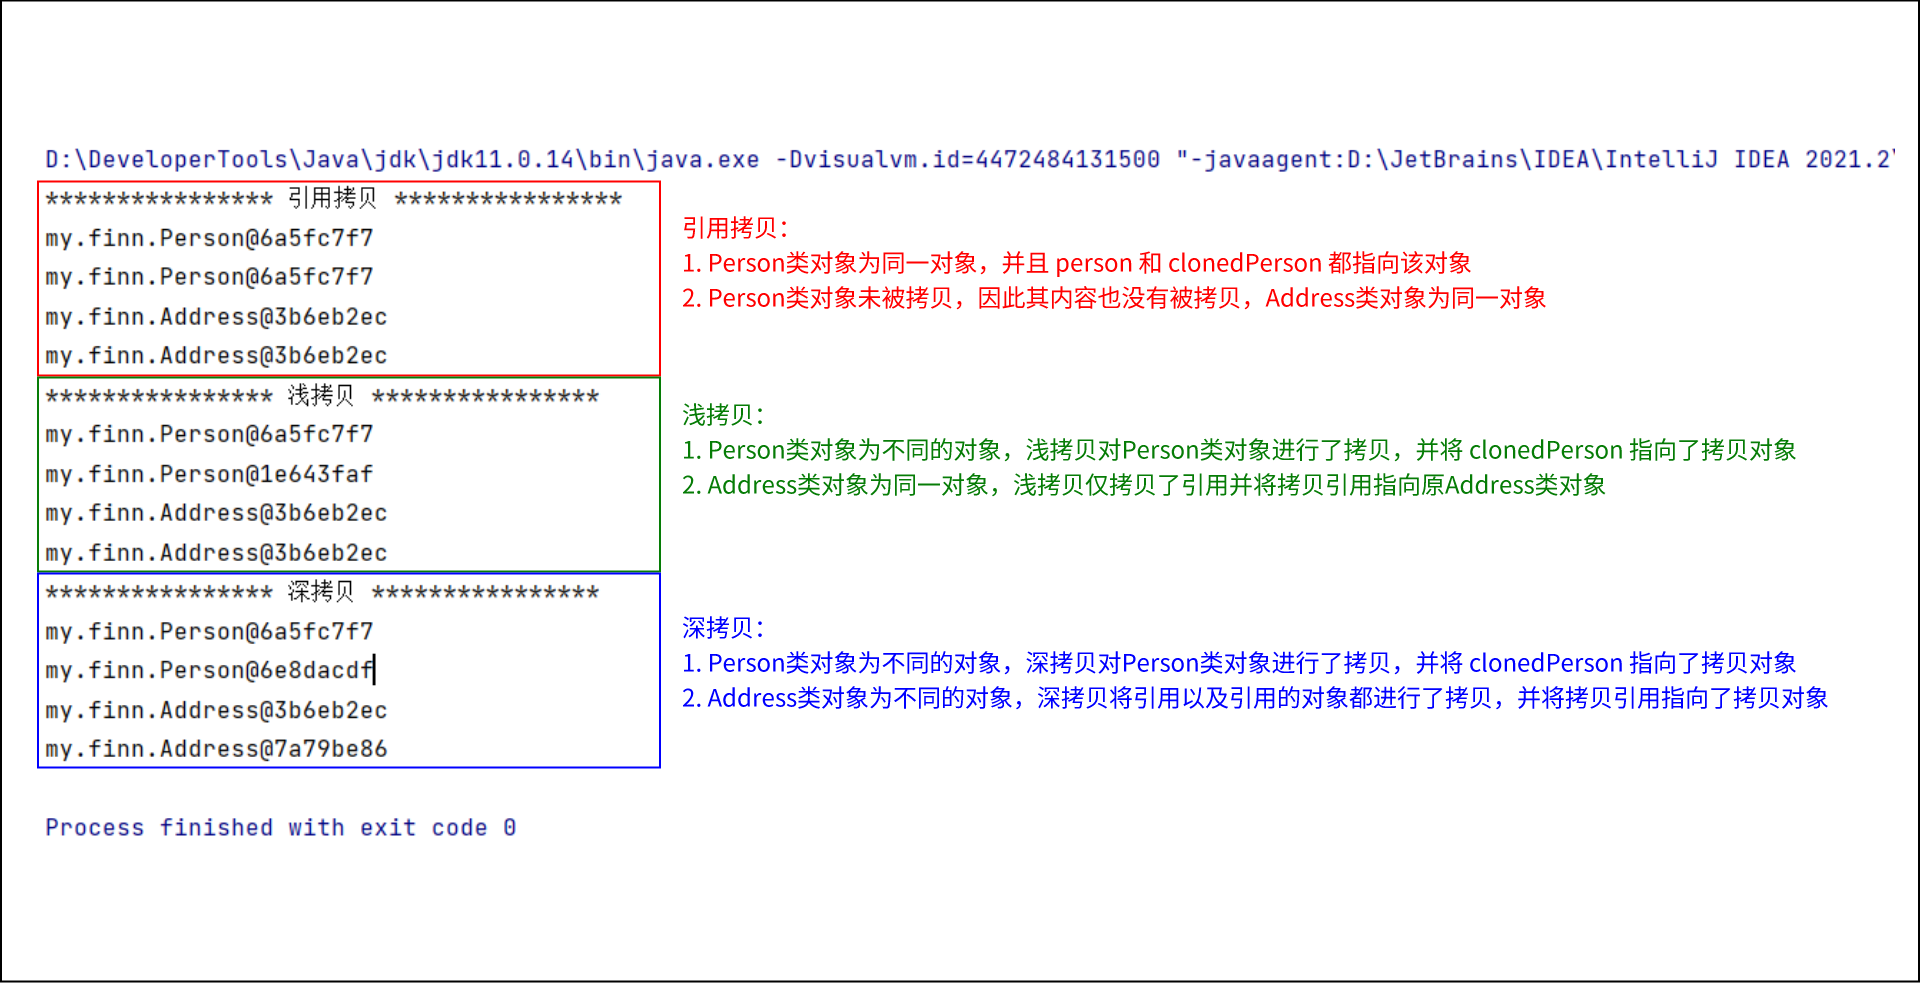 D:\DeveloperTools\Java\jdk\jdk11.0.14\bin\java.exe -Dvisualvm.id=4472484131500 "-javaagent:D:\JetBrains\IDEA\IntelliJ IDEA 2021.2\
**************** 引用拷贝 ****************
my.finn.Person@6a5fc7f7
my.finn.Person@6a5fc7f7
my.finn.Address@3b6eb2ec
my.finn.Address@3b6eb2ec
引用拷贝：
1. Person类对象为同一对象，并且 person 和 clonedPerson 都指向该对象
2. Person类对象未被拷贝，因此其内容也没有被拷贝，Address类对象为同一对象
**************** 浅拷贝 ****************
my.finn.Person@6a5fc7f7
my.finn.Person@1e643faf
my.finn.Address@3b6eb2ec
my.finn.Address@3b6eb2ec
浅拷贝：
1. Person类对象为不同的对象，浅拷贝对Person类对象进行了拷贝，并将 clonedPerson 指向了拷贝对象
2. Address类对象为同一对象，浅拷贝仅拷贝了引用并将拷贝引用指向原Address类对象
**************** 深拷贝 ****************
my.finn.Person@6a5fc7f7
my.finn.Person@6e8dacdf
my.finn.Address@3b6eb2ec
my.finn.Address@7a79be86
深拷贝：
1. Person类对象为不同的对象，深拷贝对Person类对象进行了拷贝，并将 clonedPerson 指向了拷贝对象
2. Address类对象为不同的对象，深拷贝将引用以及引用的对象都进行了拷贝，并将拷贝引用指向了拷贝对象
Process finished with exit code 0